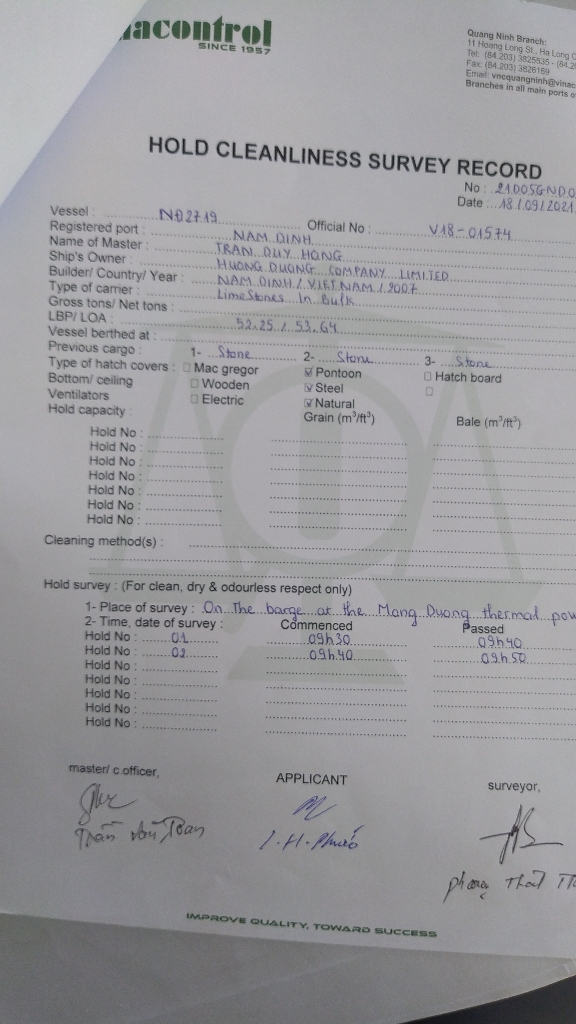 acontrol
SINCE 1957
Quang Ninh Branch:
11 Hoang Long St., Ha Long C
Tel: (84.203) 3825535 - (84.2
Fax: (84.203) 3826169
Email: vncquangninh@vinac
Branches in all main ports o
HOLD CLEANLINESS SURVEY RECORD
No : 21D05GND0
Date : 18/09/2021
Vessel : NĐ2719 Official No : V18-01574
Registered port : NAM DINH
Name of Master : TRAN DUY HONG
Ship's Owner : HUONG DUONG COMPANY LIMITED
Builder/ Country/ Year : NAM DINH / VIET NAM / 2007
Type of carrier : LimeStones In Bulk
Gross tons/ Net tons :
LBP/ LOA : 52.25 / 53.64
Vessel berthed at :
Previous cargo : 1- Stone 2- Stone 3- Stone
Type of hatch covers : ☐ Mac gregor ☑ Pontoon ☐ Hatch board
Bottom/ ceiling ☐ Wooden ☑ Steel ☐
Ventilators ☐ Electric ☑ Natural
Hold capacity : Grain (m³/ft³) Bale (m³/ft³)
Hold No :
Hold No :
Hold No :
Hold No :
Hold No :
Hold No :
Hold No :
Cleaning method(s) :
Hold survey : (For clean, dry & odourless respect only)
1- Place of survey : On The barge at the Mong Duong thermal pow
2- Time, date of survey : Commenced Passed
Hold No : 01 09h30 09h40
Hold No : 02 09h40 09h50
Hold No :
Hold No :
Hold No :
Hold No :
Hold No :
master/ c.officer, APPLICANT surveyor,
Trần Văn Toan
IMPROVE QUALITY, TOWARD SUCCESS